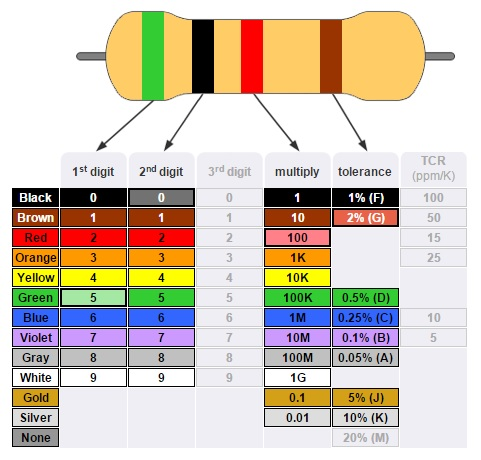 1st digit 2nd digit 3rd digit multiply tolerance TCR (ppm/K)
Black 0 0 0 1 1% (F) 100
Brown 1 1 1 10 2% (G) 50
Red 2 2 2 100 15
Orange 3 3 3 1K 25
Yellow 4 4 4 10K
Green 5 5 5 100K 0.5% (D)
Blue 6 6 6 1M 0.25% (C) 10
Violet 7 7 7 10M 0.1% (B) 5
Gray 8 8 8 100M 0.05% (A)
White 9 9 9 1G
Gold 0.1 5% (J)
Silver 0.01 10% (K)
None 20% (M)